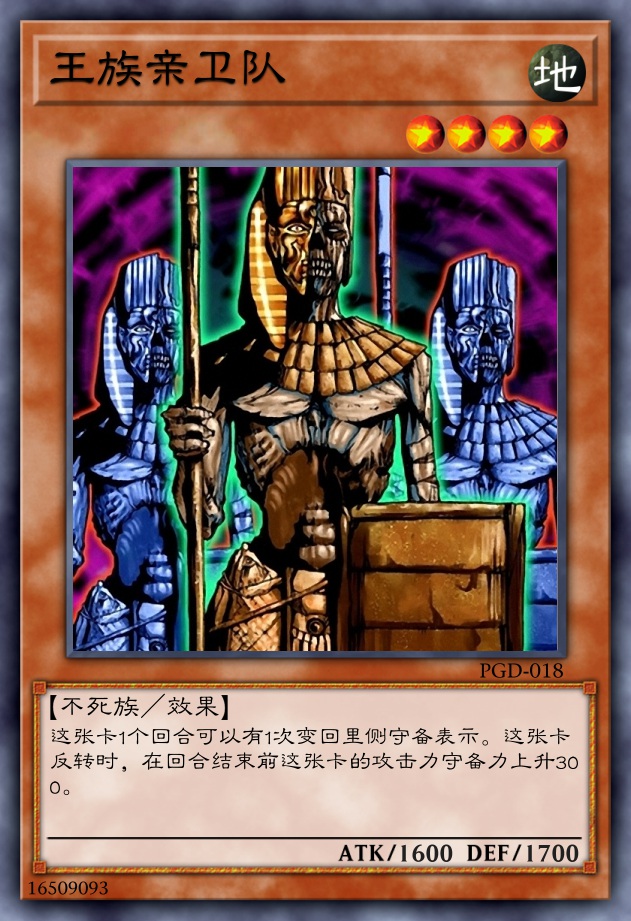 王族亲卫队
地
PGD-018
【不死族／效果】
这张卡1个回合可以有1次变回里侧守备表示。这张卡
反转时，在回合结束前这张卡的攻击力守备力上升30
0。
ATK/1600 DEF/1700
16509093